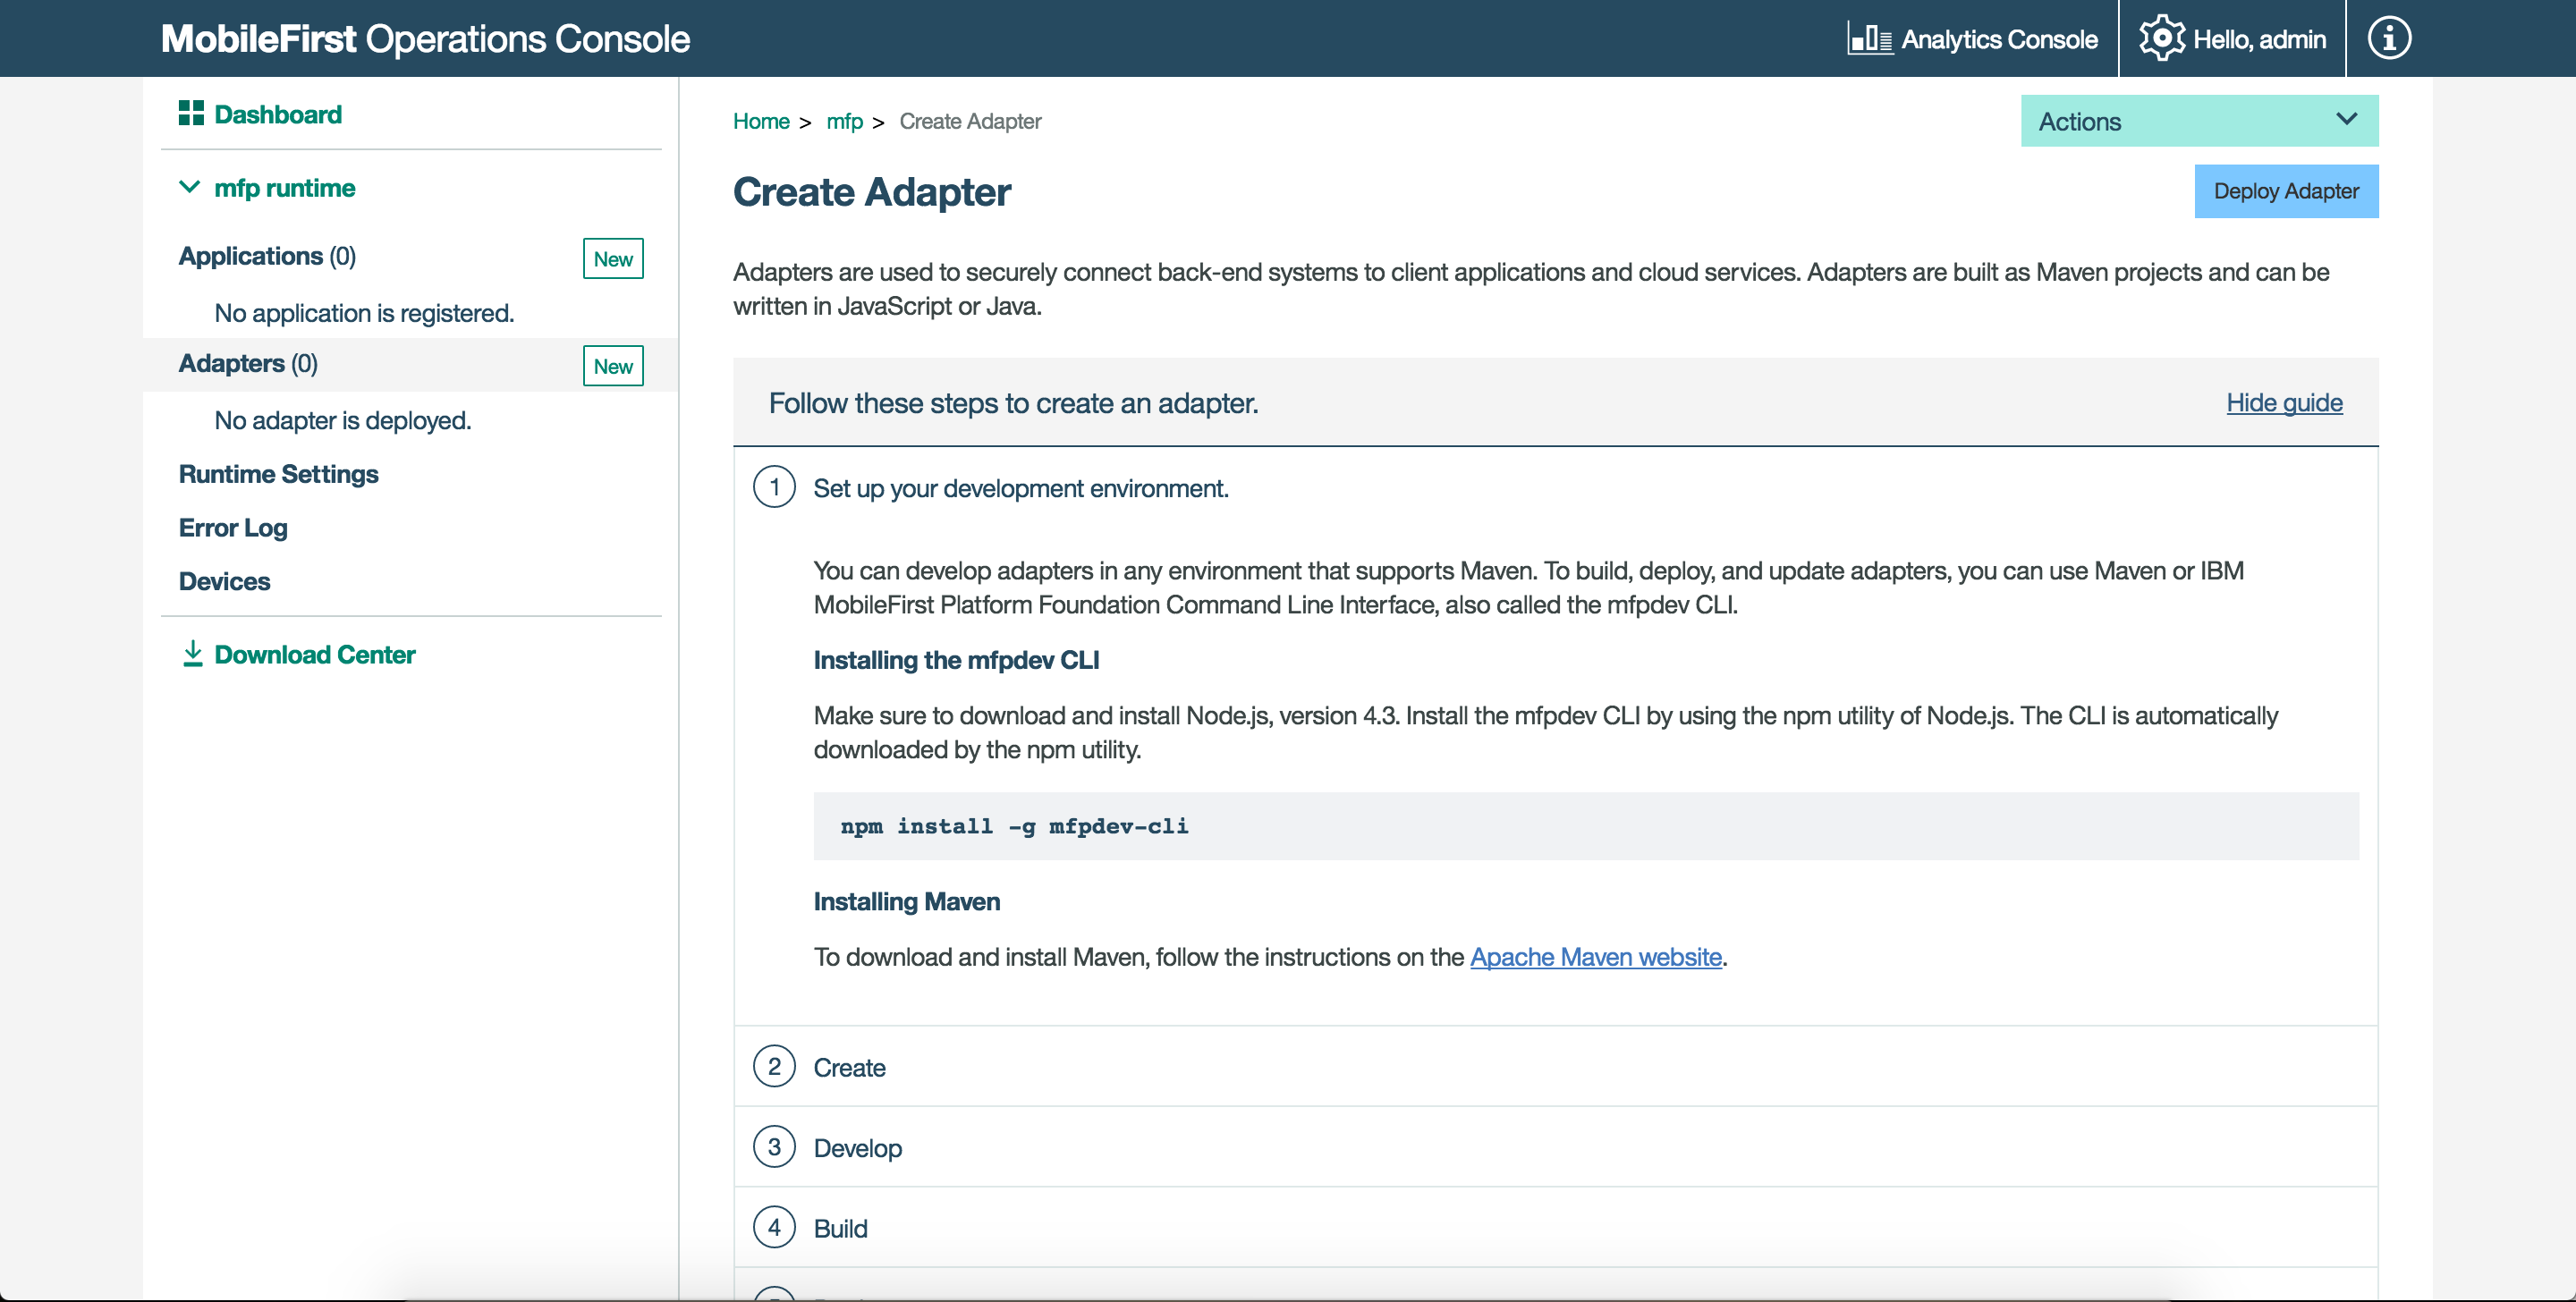 MobileFirst Operations Console
Analytics Console
Hello, admin
Dashboard
mfp runtime
Applications (0)
New
No application is registered.
Adapters (0)
New
No adapter is deployed.
Runtime Settings
Error Log
Devices
Download Center
Home > mfp > Create Adapter
Actions
Create Adapter
Deploy Adapter
Adapters are used to securely connect back-end systems to client applications and cloud services. Adapters are built as Maven projects and can be
written in JavaScript or Java.
Follow these steps to create an adapter.
Hide guide
1 Set up your development environment.
You can develop adapters in any environment that supports Maven. To build, deploy, and update adapters, you can use Maven or IBM
MobileFirst Platform Foundation Command Line Interface, also called the mfpdev CLI.
Installing the mfpdev CLI
Make sure to download and install Node.js, version 4.3. Install the mfpdev CLI by using the npm utility of Node.js. The CLI is automatically
downloaded by the npm utility.
npm install -g mfpdev-cli
Installing Maven
To download and install Maven, follow the instructions on the Apache Maven website.
2 Create
3 Develop
4 Build